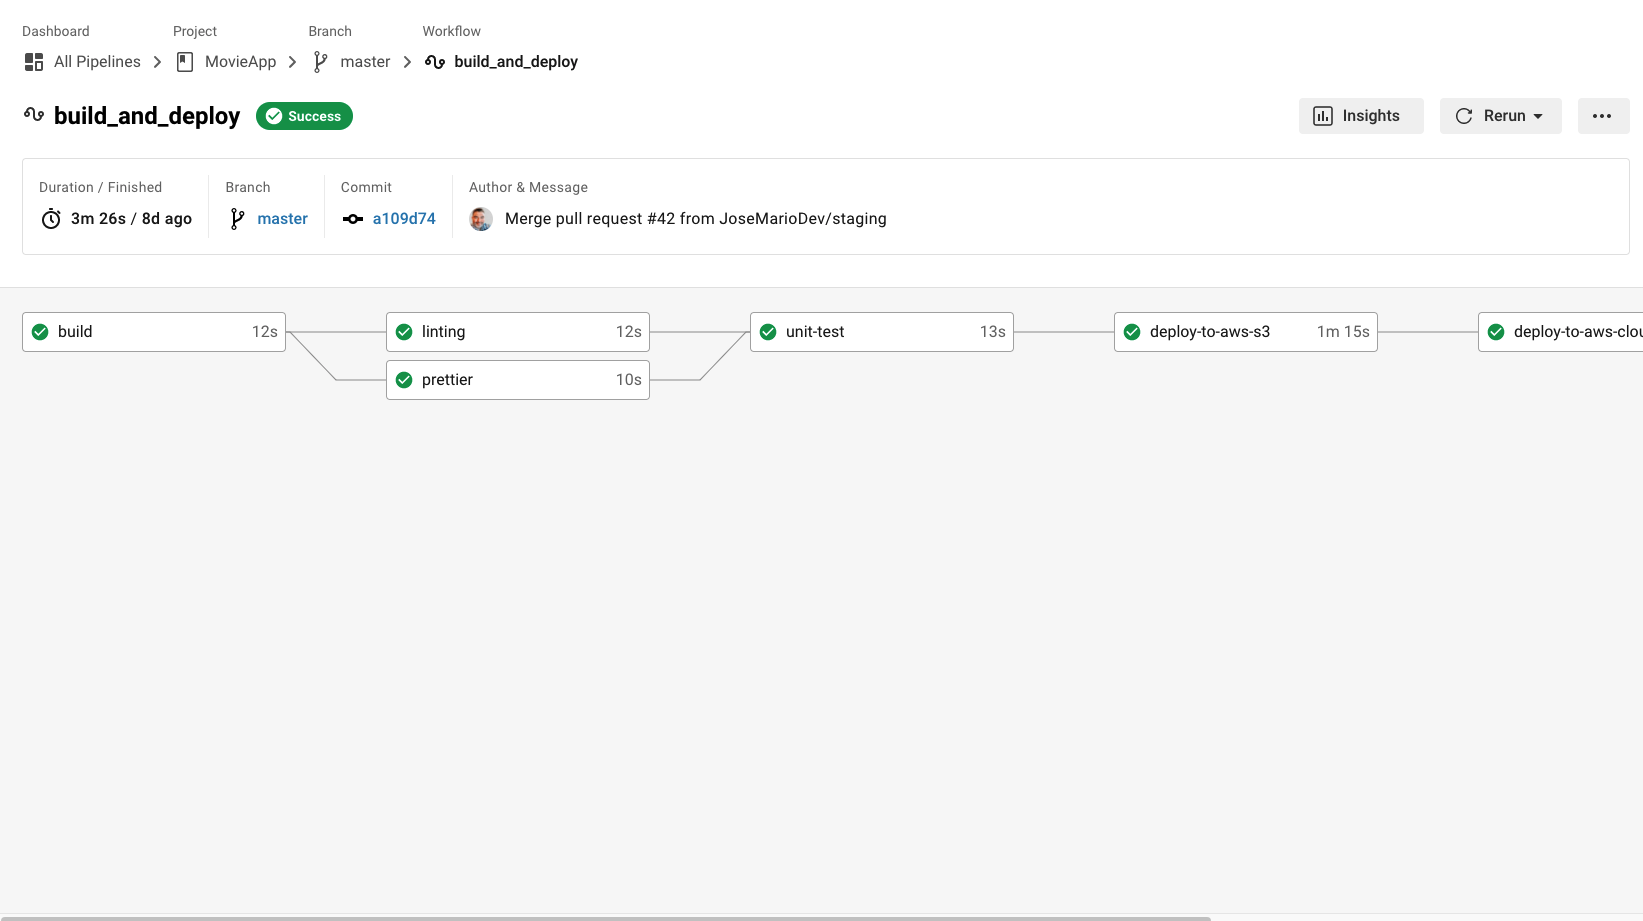 Dashboard Project Branch Workflow
All Pipelines MovieApp master build_and_deploy
build_and_deploy Success Insights Rerun
Duration / Finished Branch Commit Author & Message
3m 26s / 8d ago master a109d74 Merge pull request #42 from JoseMarioDev/staging
build 12s linting 12s unit-test 13s deploy-to-aws-s3 1m 15s deploy-to-aws-clou
prettier 10s